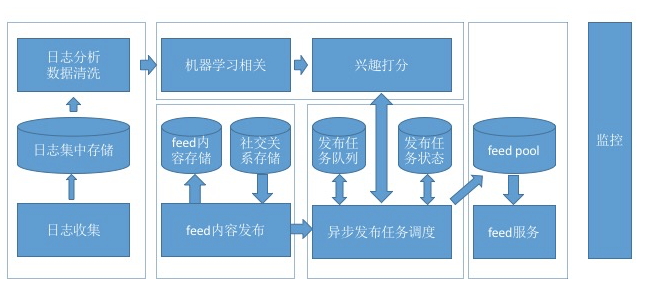 日志分析
数据清洗
机器学习相关
兴趣打分
日志集中存储
feed内
容存储
社交关
系存储
发布任
务队列
发布任
务状态
feed pool
监控
日志收集
feed内容发布
异步发布任务调度
feed服务